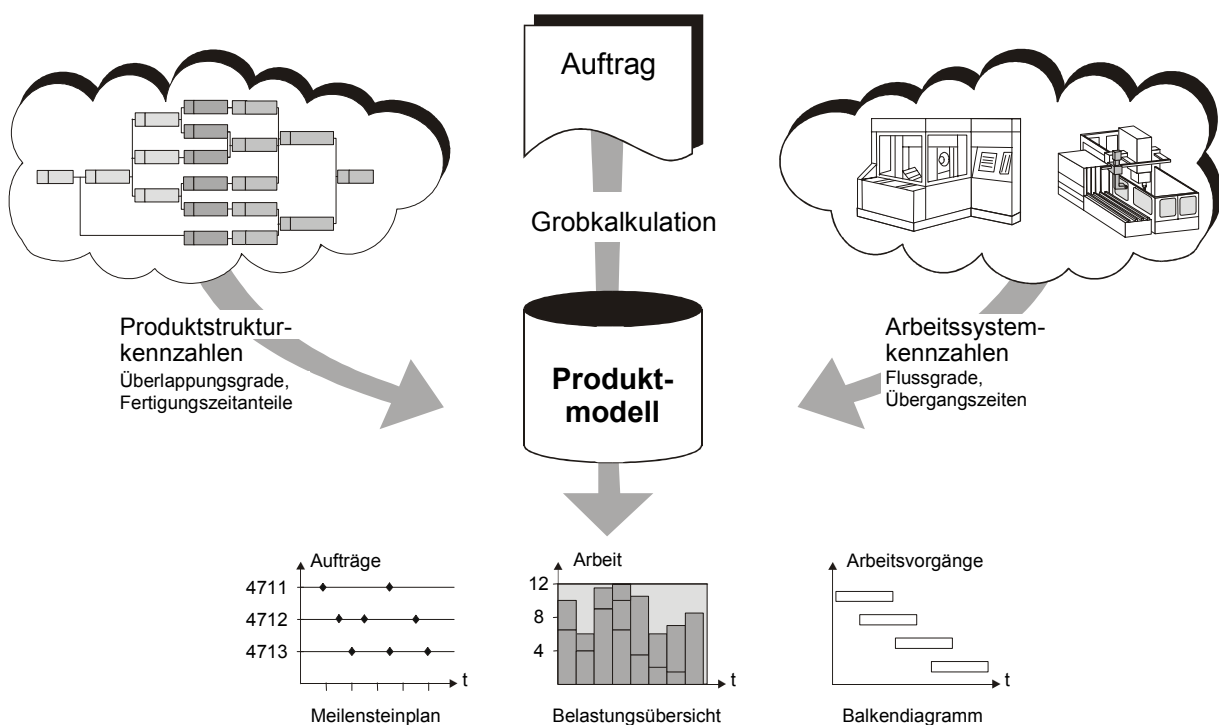 Auftrag
Grobkalkulation
Produktstruktur-
kennzahlen
Überlappungsgrade,
Fertigungszeitanteile
Produkt-
modell
Arbeitssystem-
kennzahlen
Flussgrade,
Übergangszeiten
Aufträge
4711
4712
4713
t
Meilensteinplan
Arbeit
12
8
4
t
Belastungsübersicht
Arbeitsvorgänge
t
Balkendiagramm